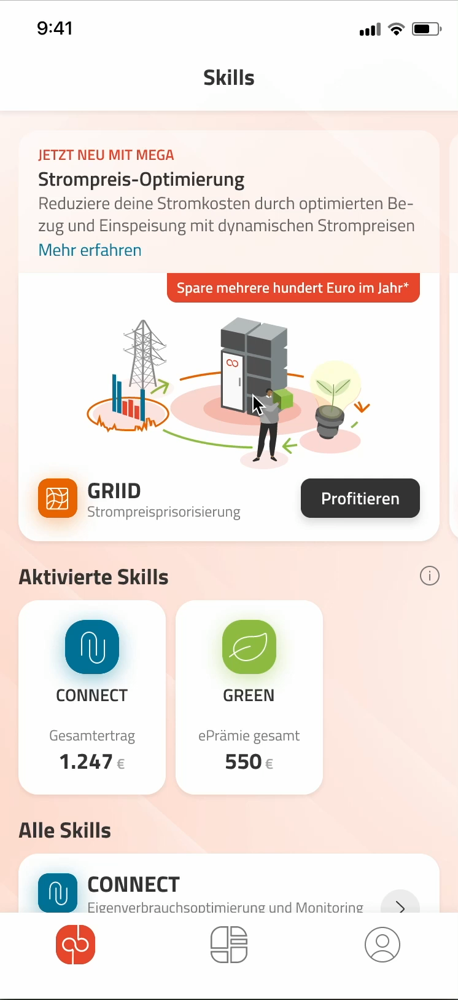 9:41
Skills
JETZT NEU MIT MEGA
Strompreis-Optimierung
Reduziere deine Stromkosten durch optimierten Be-
zug und Einspeisung mit dynamischen Strompreisen
Mehr erfahren
Spare mehrere hundert Euro im Jahr*
GRIID
Strompreisprisorisierung
Profitieren
Aktivierte Skills
CONNECT
Gesamtertrag
1.247 €
GREEN
ePrämie gesamt
550 €
Alle Skills
CONNECT
Eigenverbrauchsoptimierung und Monitoring